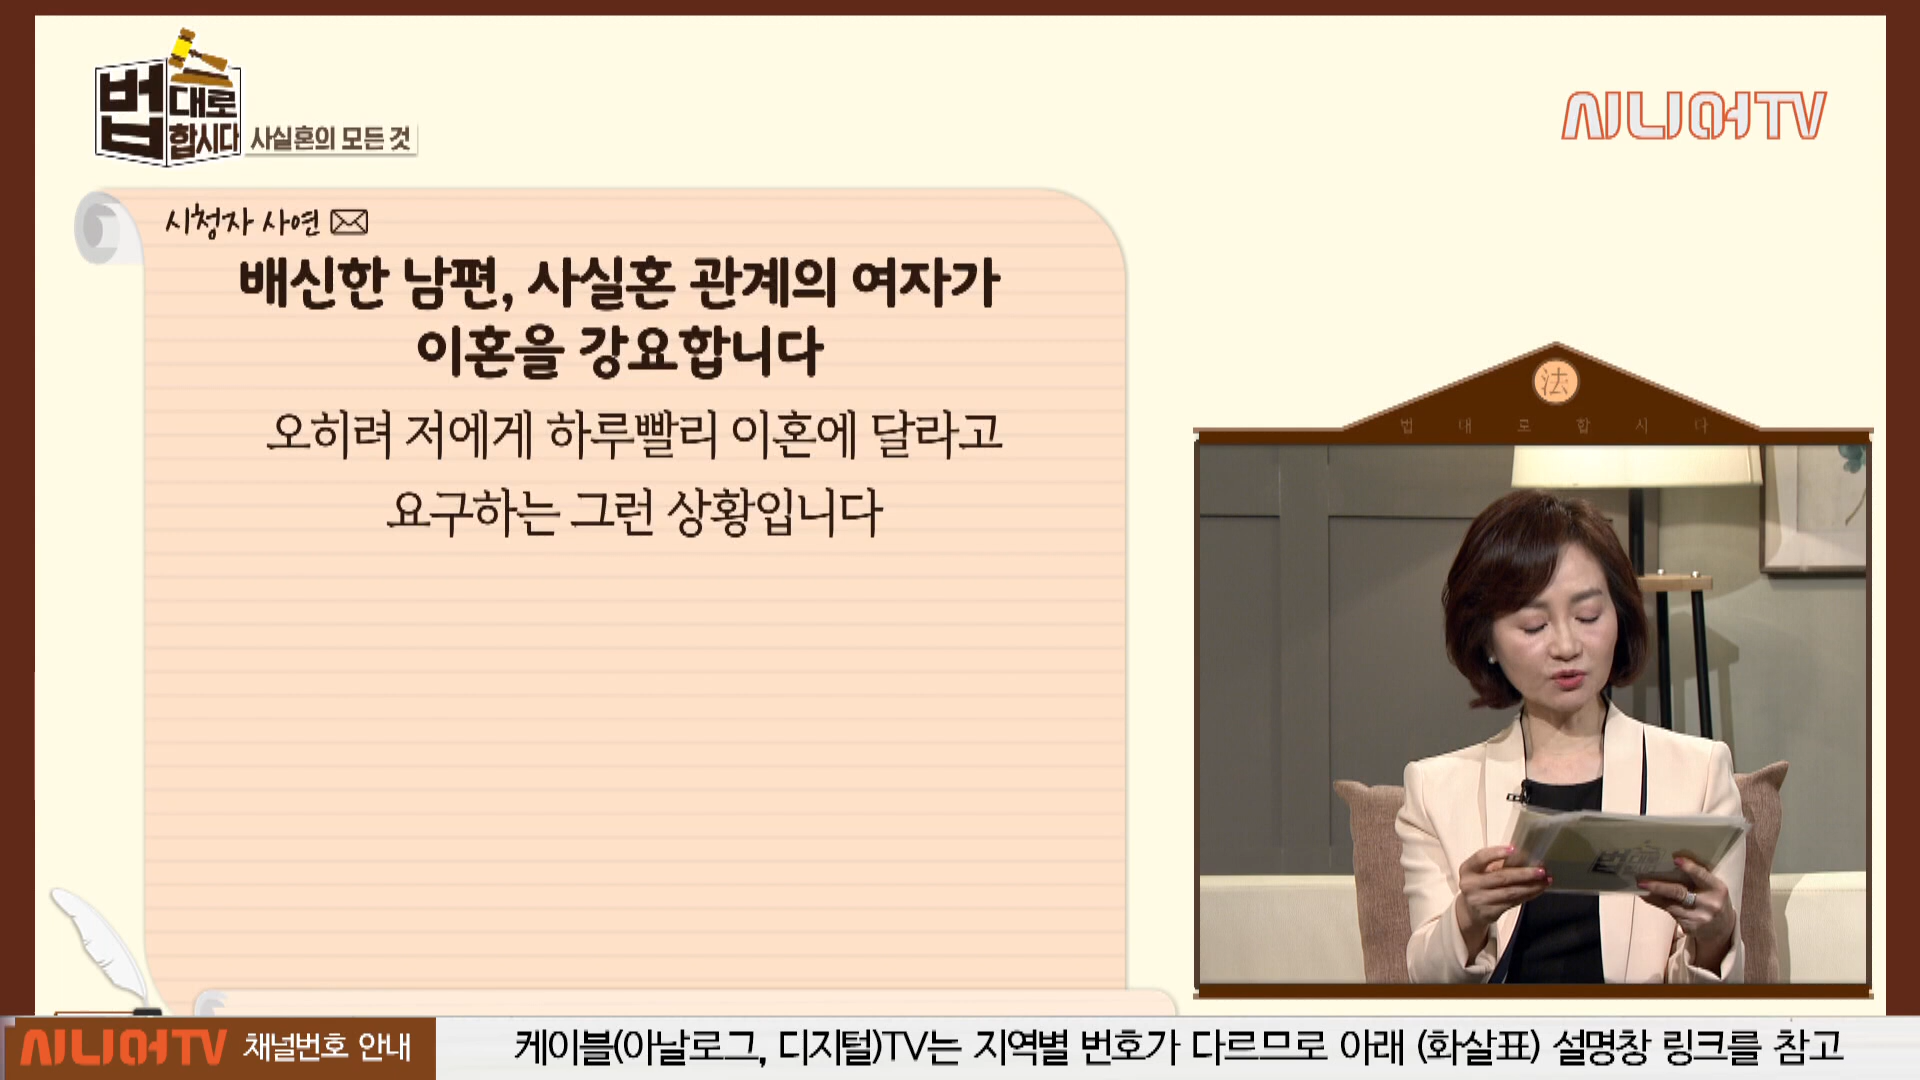 법대로 합시다
사실혼의 모든 것
시니어TV
시청자 사연
배신한 남편, 사실혼 관계의 여자가
이혼을 강요합니다
오히려 저에게 하루빨리 이혼에 달라고
요구하는 그런 상황입니다
法
법대로합시다
법대로
시니어TV 채널번호 안내
케이블(아날로그, 디지털)TV는 지역별 번호가 다르므로 아래 (화살표) 설명창 링크를 참고